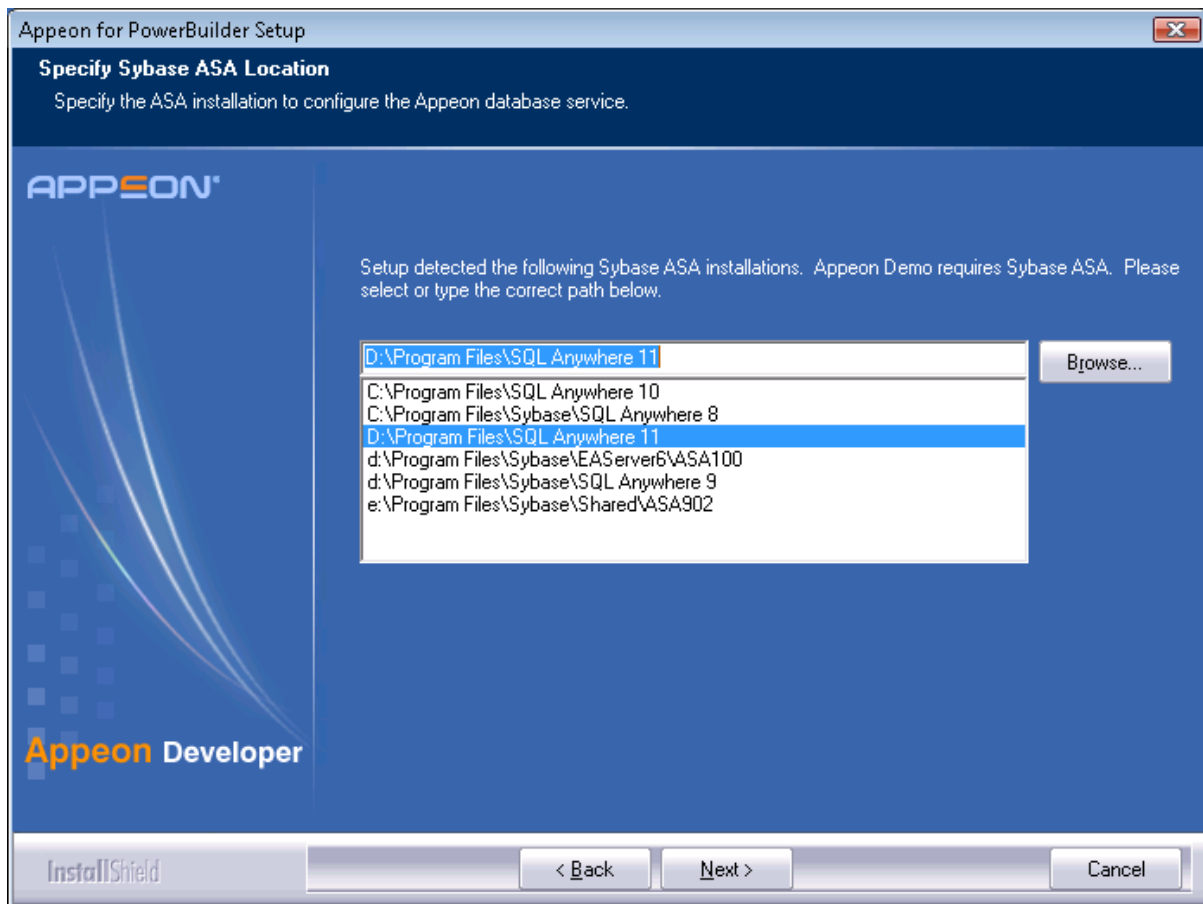 Appeon for PowerBuilder Setup
Specify Sybase ASA Location
Specify the ASA installation to configure the Appeon database service.
APPEON®
Setup detected the following Sybase ASA installations.  Appeon Demo requires Sybase ASA.  Please
select or type the correct path below.
D:\Program Files\SQL Anywhere 11
Browse...
C:\Program Files\SQL Anywhere 10
C:\Program Files\Sybase\SQL Anywhere 8
D:\Program Files\SQL Anywhere 11
d:\Program Files\Sybase\EAServer6\ASA100
d:\Program Files\Sybase\SQL Anywhere 9
e:\Program Files\Sybase\Shared\ASA902
Appeon Developer
InstallShield
< Back
Next >
Cancel